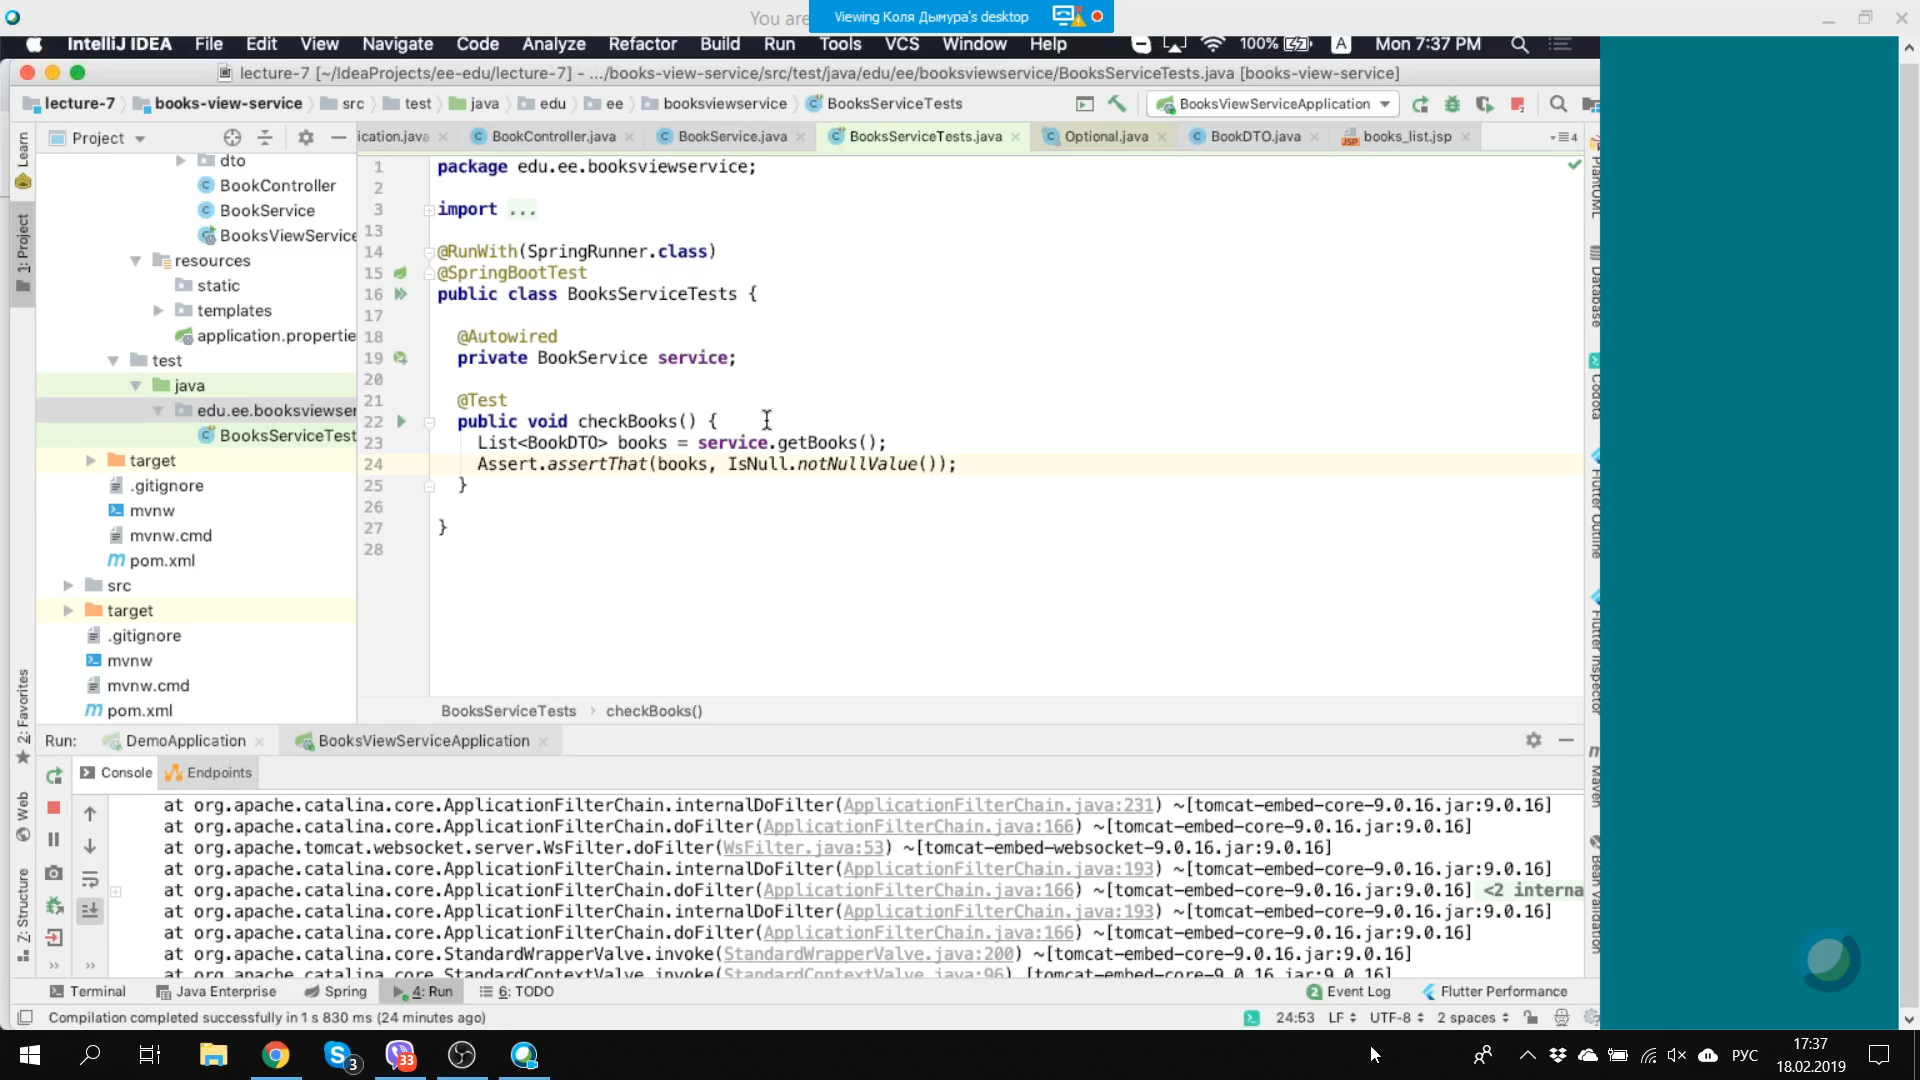 You are
Viewing Коля Дымура's desktop
IntelliJ IDEA File Edit View Navigate Code Analyze Refactor Build Run Tools VCS Window Help 100% A Mon 7:37 PM
lecture-7 [~/IdeaProjects/ee-edu/lecture-7] - .../books-view-service/src/test/java/edu/ee/booksviewservice/BooksServiceTests.java [books-view-service]
lecture-7 books-view-service src test java edu ee booksviewservice BooksServiceTests BooksViewServiceApplication
Project
ication.java BookController.java BookService.java BooksServiceTests.java Optional.java BookDTO.java books_list.jsp 4
Learn
1: Project
2: Favorites
Web
Z: Structure
dto
BookController
BookService
BooksViewService
resources
static
templates
application.propertie
test
java
edu.ee.booksviewser
BooksServiceTest
target
.gitignore
mvnw
mvnw.cmd
pom.xml
src
target
.gitignore
mvnw
mvnw.cmd
pom.xml
1 package edu.ee.booksviewservice;
2
3 import ...
13
14 @RunWith(SpringRunner.class)
15 @SpringBootTest
16 public class BooksServiceTests {
17
18 @Autowired
19 private BookService service;
20
21 @Test
22 public void checkBooks() {
23 List<BookDTO> books = service.getBooks();
24 Assert.assertThat(books, IsNull.notNullValue());
25 }
26
27 }
28
PlantUML
Database
Codota
Flutter Outline
Flutter Inspector
Maven
Bean Validation
BooksServiceTests checkBooks()
Run: DemoApplication BooksViewServiceApplication
Console Endpoints
at org.apache.catalina.core.ApplicationFilterChain.internalDoFilter(ApplicationFilterChain.java:231) ~[tomcat-embed-core-9.0.16.jar:9.0.16]
at org.apache.catalina.core.ApplicationFilterChain.doFilter(ApplicationFilterChain.java:166) ~[tomcat-embed-core-9.0.16.jar:9.0.16]
at org.apache.tomcat.websocket.server.WsFilter.doFilter(WsFilter.java:53) ~[tomcat-embed-websocket-9.0.16.jar:9.0.16]
at org.apache.catalina.core.ApplicationFilterChain.internalDoFilter(ApplicationFilterChain.java:193) ~[tomcat-embed-core-9.0.16.jar:9.0.16]
at org.apache.catalina.core.ApplicationFilterChain.doFilter(ApplicationFilterChain.java:166) ~[tomcat-embed-core-9.0.16.jar:9.0.16] <2 interna
at org.apache.catalina.core.ApplicationFilterChain.internalDoFilter(ApplicationFilterChain.java:193) ~[tomcat-embed-core-9.0.16.jar:9.0.16]
at org.apache.catalina.core.ApplicationFilterChain.doFilter(ApplicationFilterChain.java:166) ~[tomcat-embed-core-9.0.16.jar:9.0.16]
at org.apache.catalina.core.StandardWrapperValve.invoke(StandardWrapperValve.java:200) ~[tomcat-embed-core-9.0.16.jar:9.0.16]
at org.apache.catalina.core.StandardContextValve.invoke(StandardContextValve.java:96) [tomcat-embed-core-9.0.16.jar:9.0.16]
Terminal Java Enterprise Spring 4: Run 6: TODO 2 Event Log Flutter Performance
Compilation completed successfully in 1 s 830 ms (24 minutes ago) 24:53 LF UTF-8 2 spaces
3 33 РУС 17:37
18.02.2019